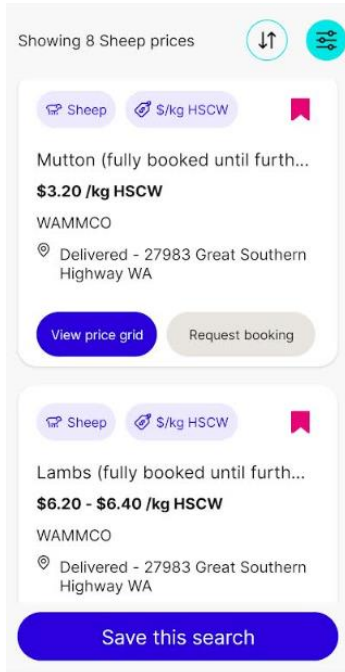 Showing 8 Sheep prices
Sheep
$/kg HSCW
Mutton (fully booked until furth...
$3.20 /kg HSCW
WAMMCO
Delivered - 27983 Great Southern
Highway WA
View price grid
Request booking
Sheep
$/kg HSCW
Lambs (fully booked until furth...
$6.20 - $6.40 /kg HSCW
WAMMCO
Delivered - 27983 Great Southern
Highway WA
Save this search